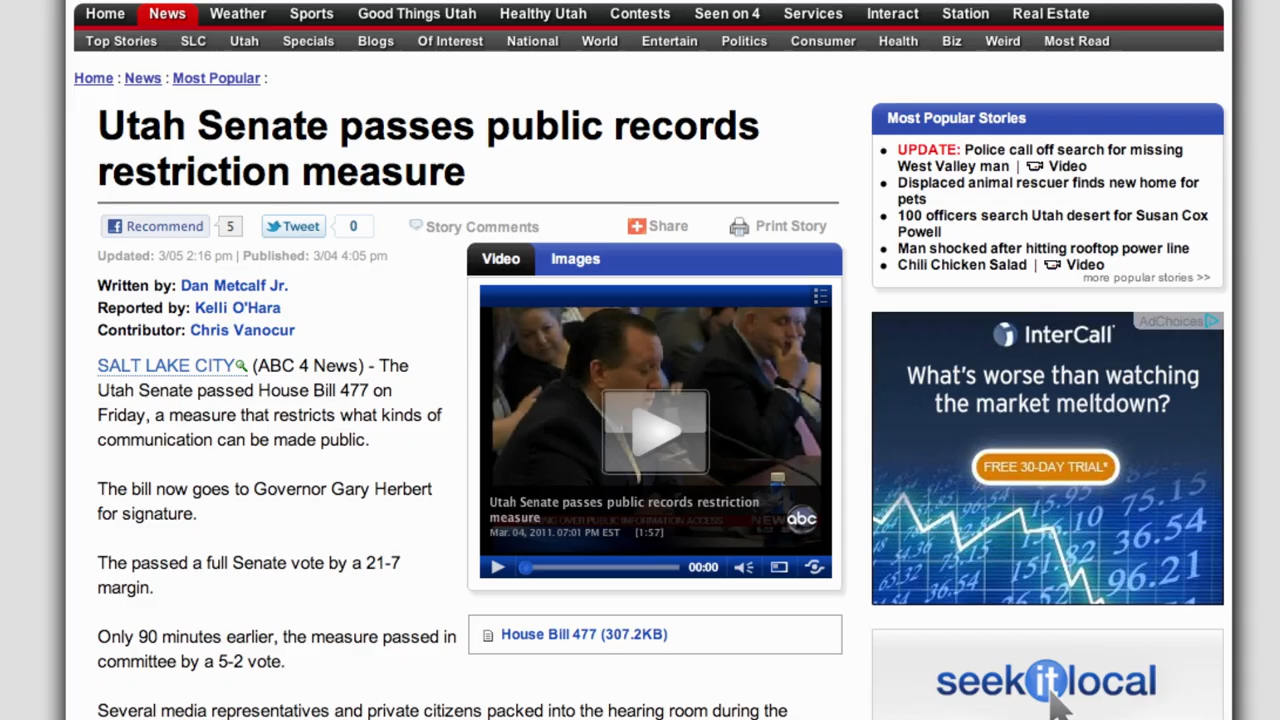 Home News Weather Sports Good Things Utah Healthy Utah Contests Seen on 4 Services Interact Station Real Estate
Top Stories SLC Utah Specials Blogs Of Interest National World Entertain Politics Consumer Health Biz Weird Most Read
Home : News : Most Popular :
Utah Senate passes public records
restriction measure
Recommend 5 Tweet 0 Story Comments Share Print Story
Updated: 3/05 2:16 pm | Published: 3/04 4:05 pm
Written by: Dan Metcalf Jr.
Reported by: Kelli O'Hara
Contributor: Chris Vanocur
SALT LAKE CITY (ABC 4 News) - The
Utah Senate passed House Bill 477 on
Friday, a measure that restricts what kinds of
communication can be made public.
The bill now goes to Governor Gary Herbert
for signature.
The passed a full Senate vote by a 21-7
margin.
Only 90 minutes earlier, the measure passed in
committee by a 5-2 vote.
Several media representatives and private citizens packed into the hearing room during the
Video Images
Utah Senate passes public records restriction
measure
OVER PUBLIC INFORMATION ACCESS NEWS abc
Mar. 04, 2011. 07:01 PM EST [1:57]
00:00
House Bill 477 (307.2KB)
Most Popular Stories
UPDATE: Police call off search for missing
West Valley man | Video
Displaced animal rescuer finds new home for
pets
100 officers search Utah desert for Susan Cox
Powell
Man shocked after hitting rooftop power line
Chili Chicken Salad | Video
more popular stories >>
AdChoices
InterCall
What's worse than watching
the market meltdown?
FREE 30-DAY TRIAL*
15.95 75.15
36.54
151.82
96.21
seekitlocal